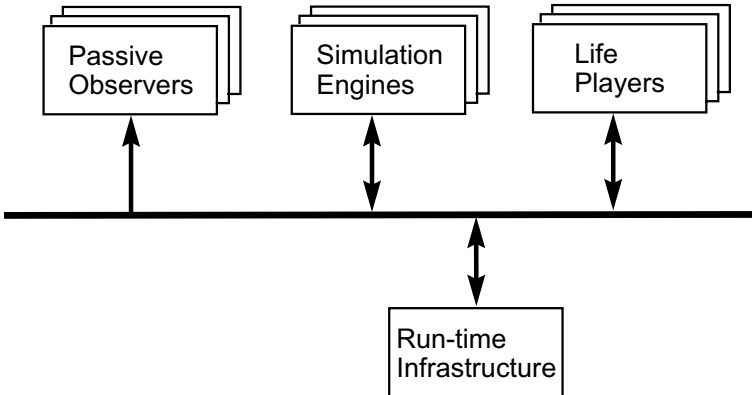 Passive
Observers
Simulation
Engines
Life
Players
Run-time
Infrastructure